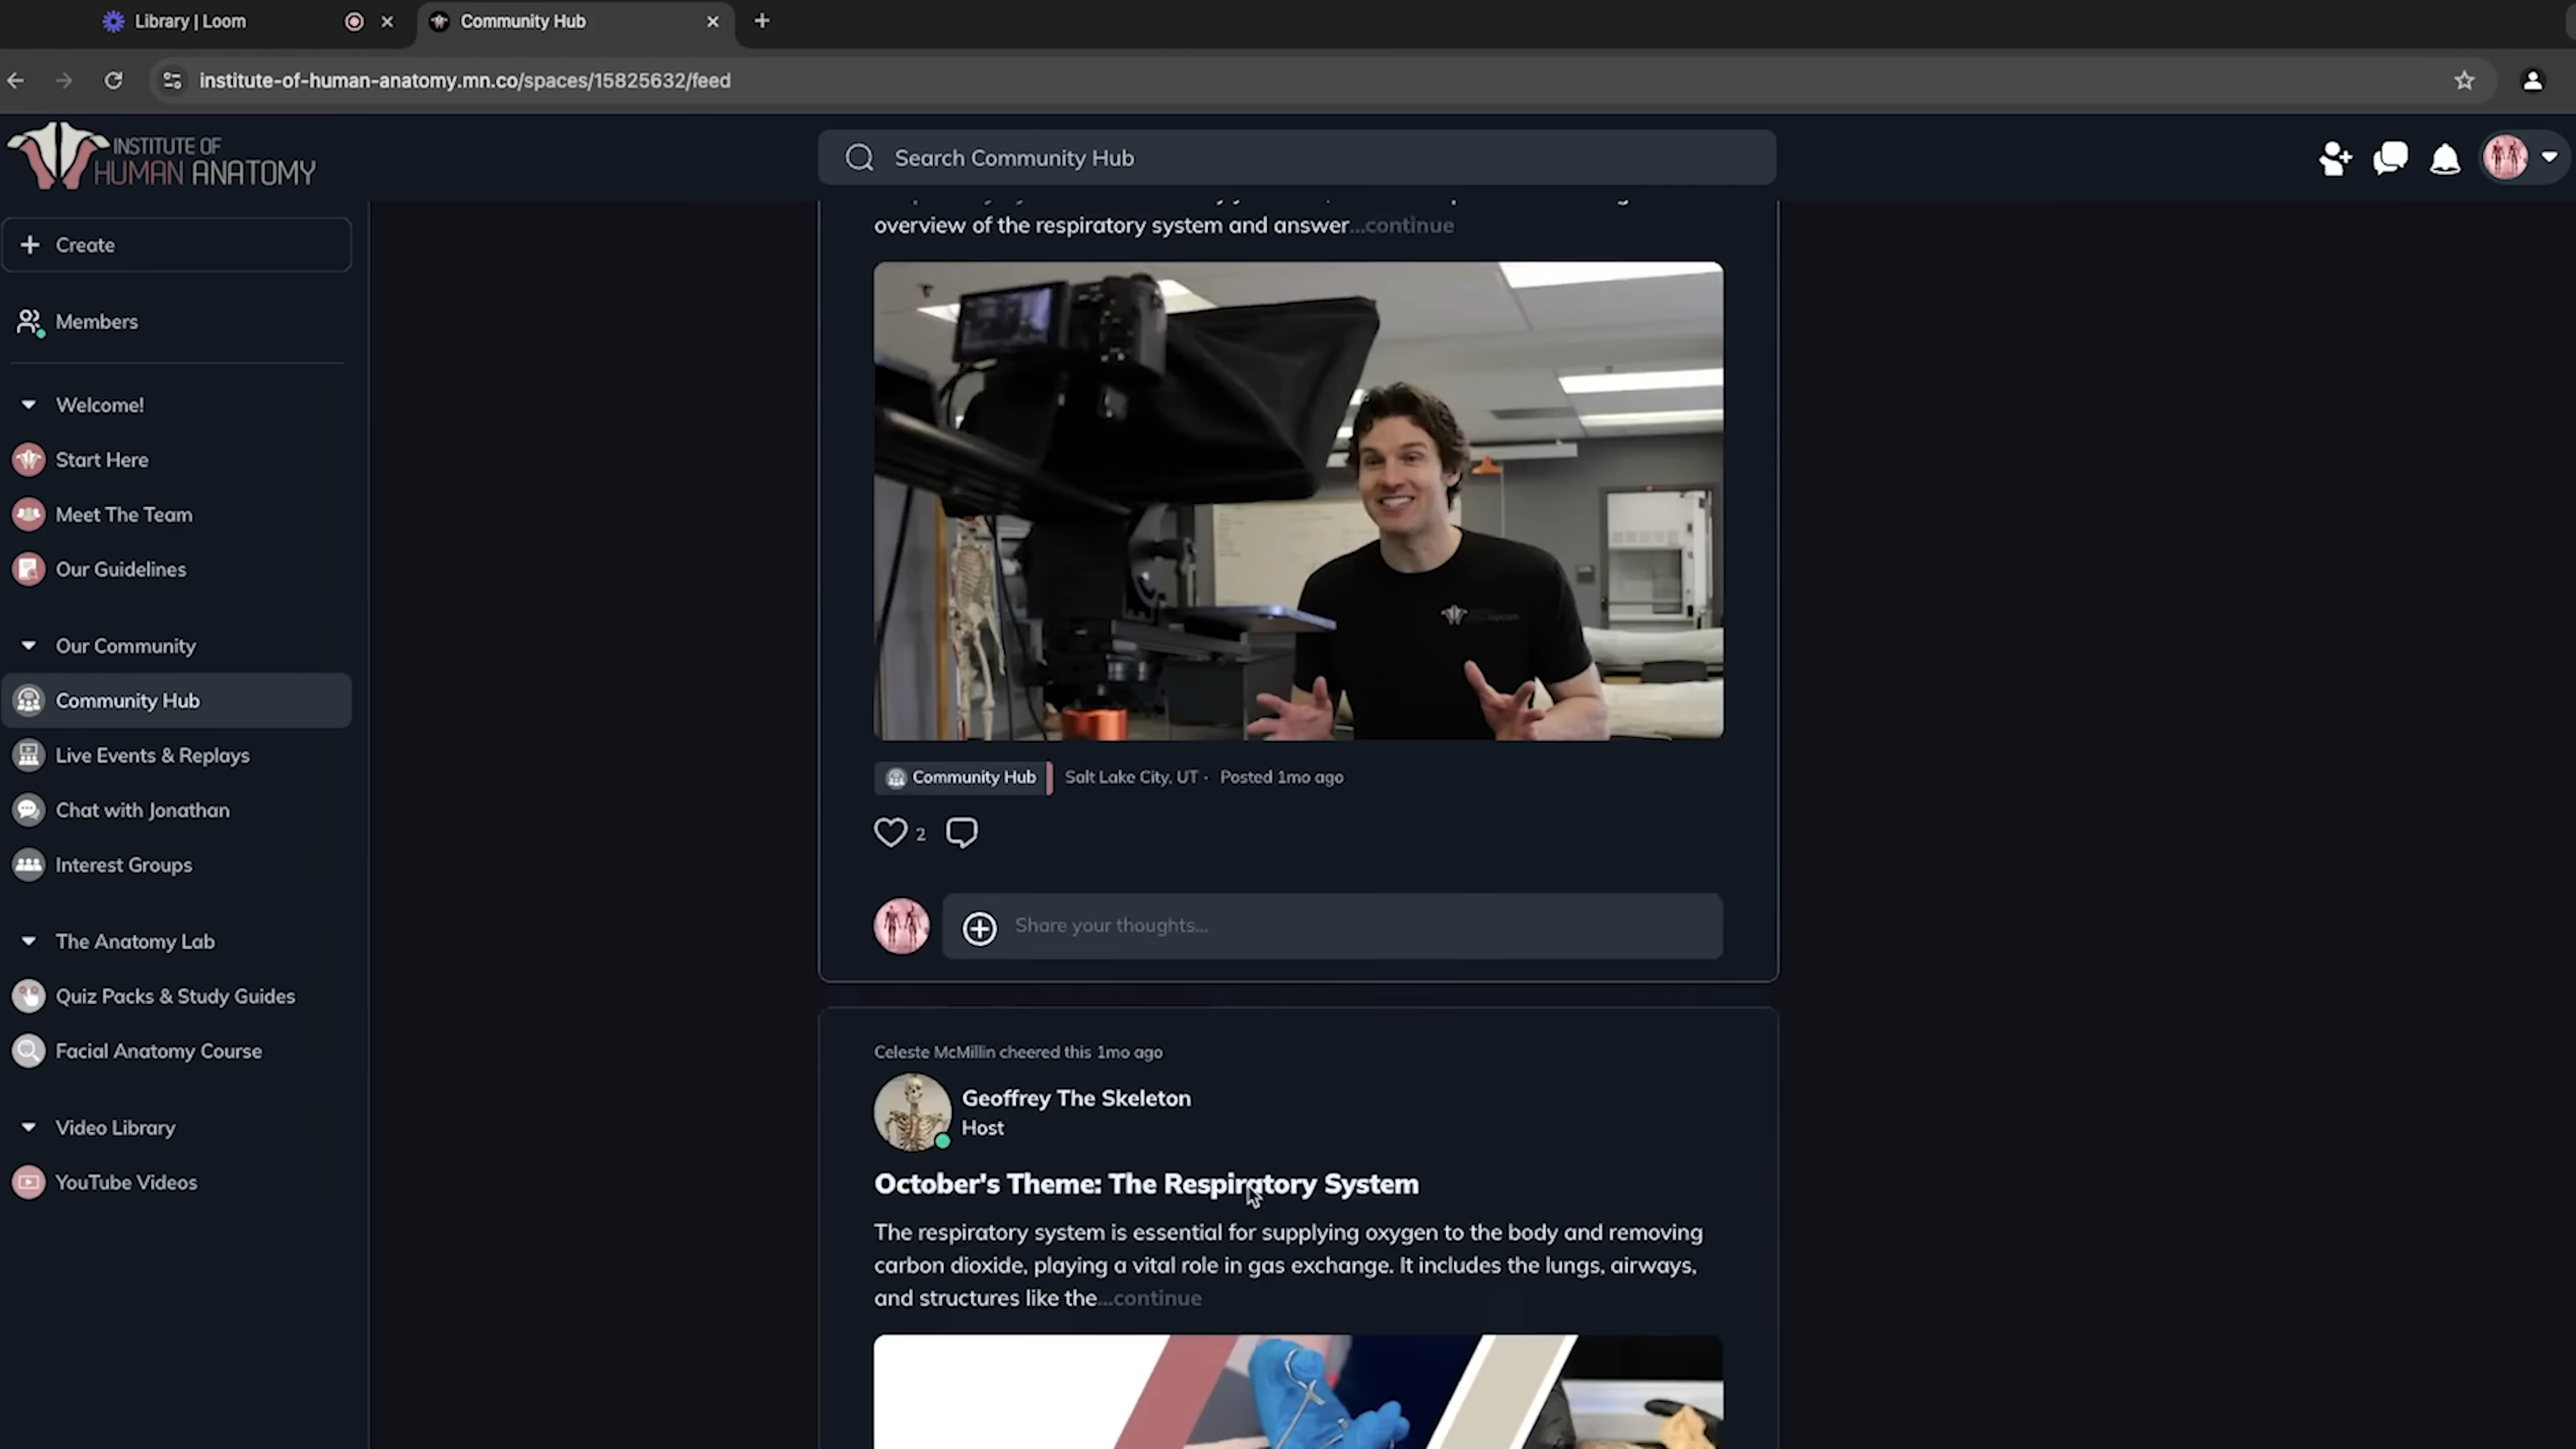 Library | Loom
Community Hub
institute-of-human-anatomy.mn.co/spaces/15825632/feed
INSTITUTE OF
HUMAN ANATOMY
Search Community Hub
Create
Members
Welcome!
Start Here
Meet The Team
Our Guidelines
Our Community
Community Hub
Live Events & Replays
Chat with Jonathan
Interest Groups
The Anatomy Lab
Quiz Packs & Study Guides
Facial Anatomy Course
Video Library
YouTube Videos
overview of the respiratory system and answer...continue
Community Hub Salt Lake City, UT · Posted 1mo ago
2
Share your thoughts...
Celeste McMillin cheered this 1mo ago
Geoffrey The Skeleton
Host
October's Theme: The Respiratory System
The respiratory system is essential for supplying oxygen to the body and removing
carbon dioxide, playing a vital role in gas exchange. It includes the lungs, airways,
and structures like the...continue